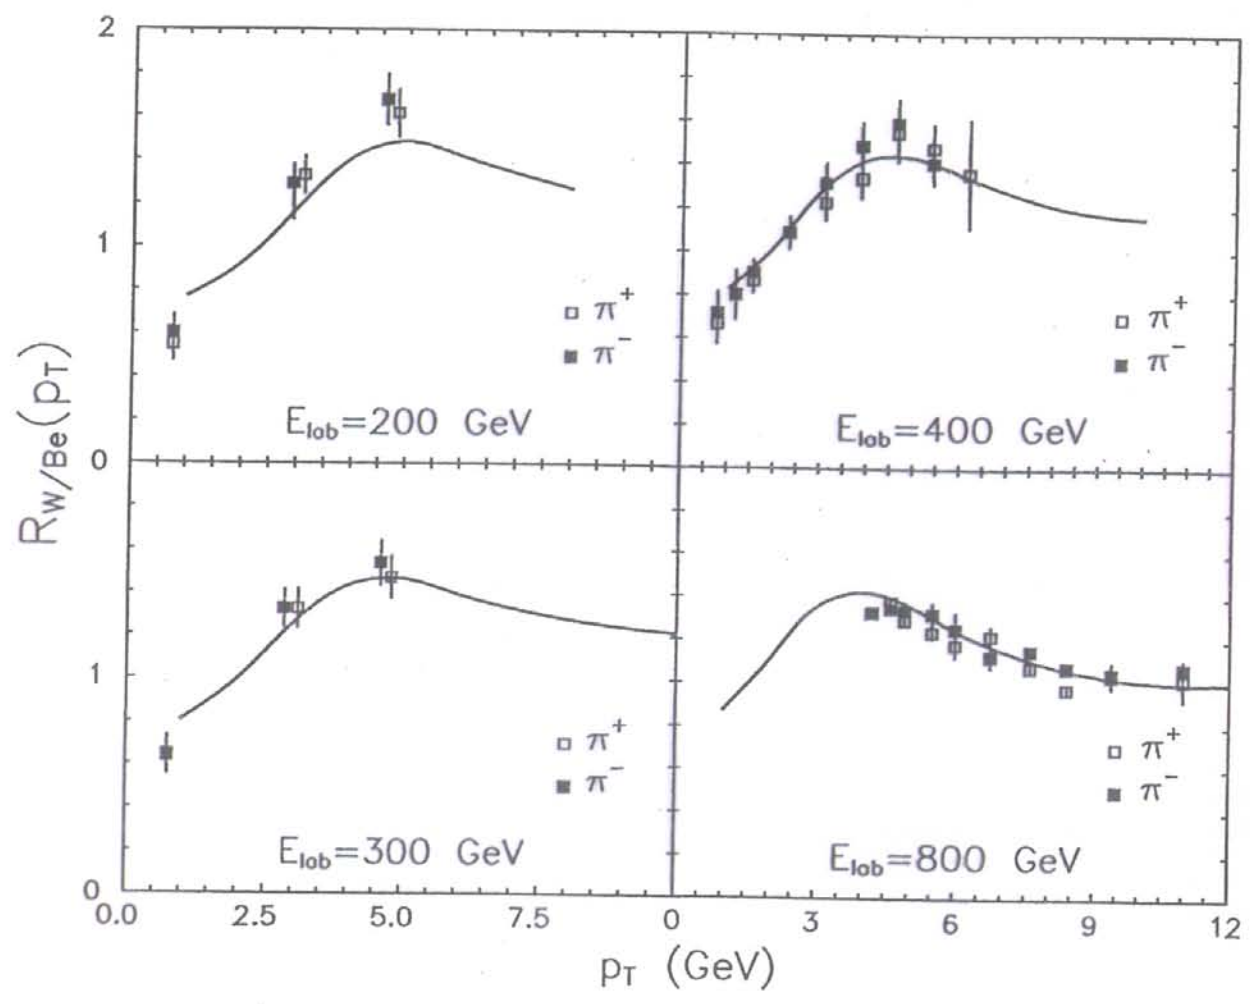 2
1
0
1
0
R_W/Be(p_T)
π⁺
π⁻
E_lab=200 GeV
π⁺
π⁻
E_lab=400 GeV
π⁺
π⁻
E_lab=300 GeV
π⁺
π⁻
E_lab=800 GeV
0.0 2.5 5.0 7.5 0 3 6 9 12
p_T (GeV)